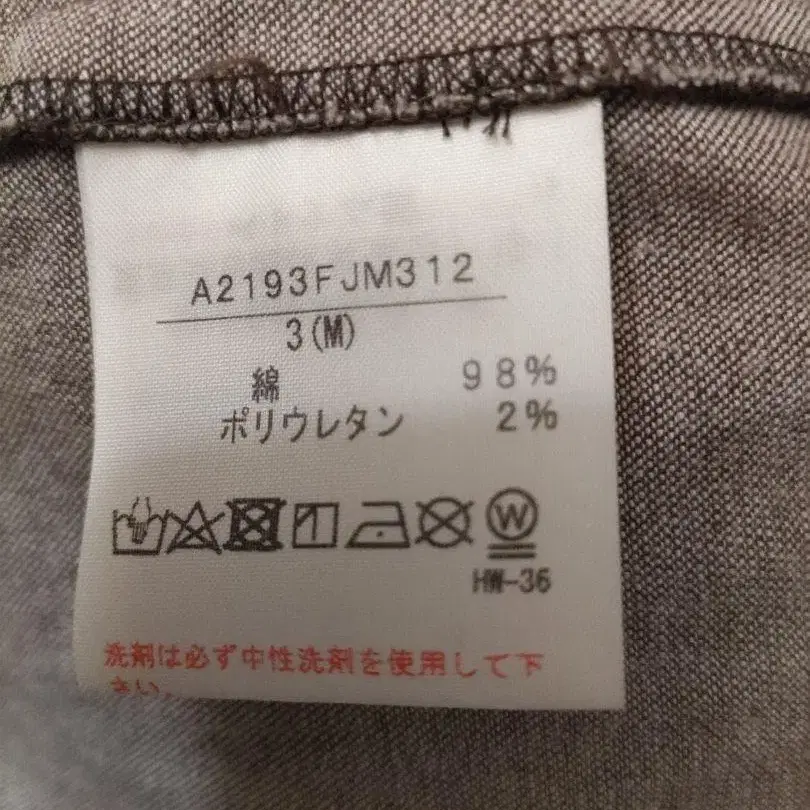 A2193FJM312
3(M)
綿 98%
ポリウレタン 2%
W
HW-36
洗剤は必ず中性洗剤を使用して下
さい。